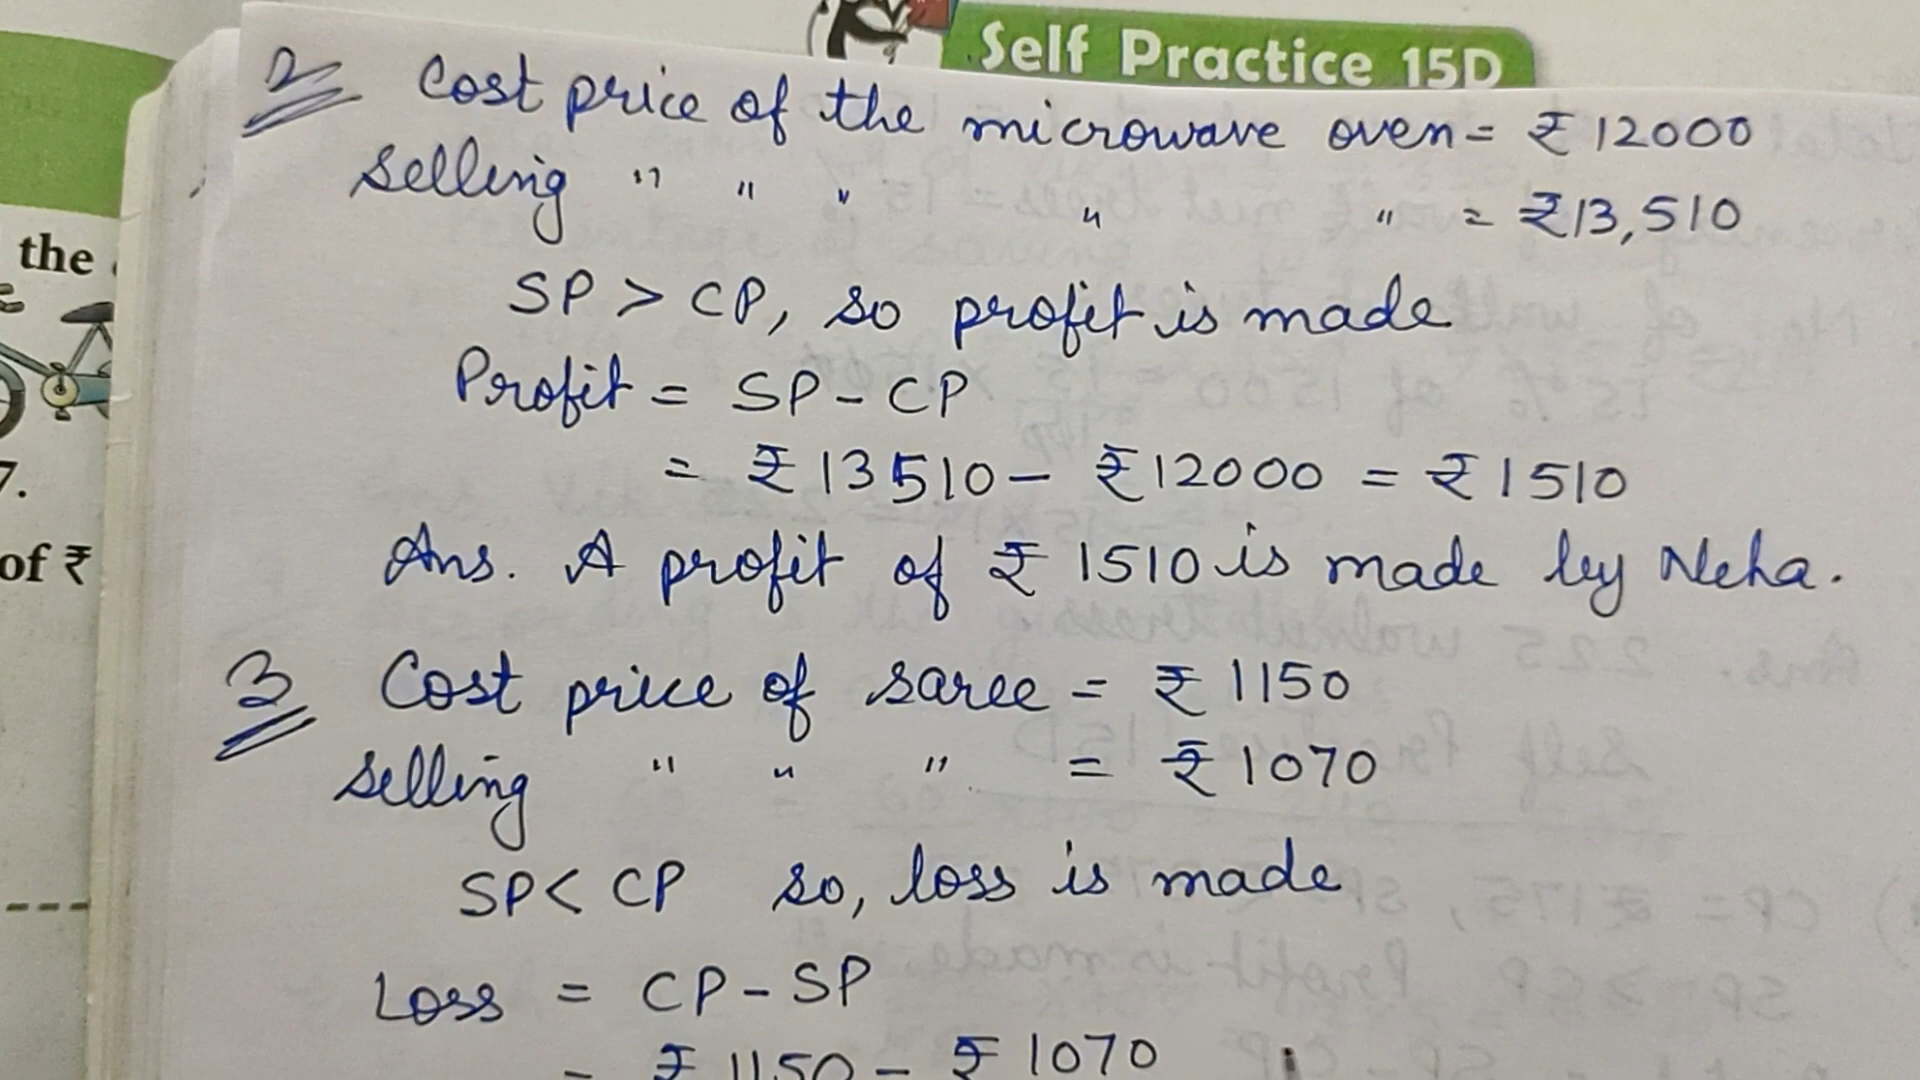 Self Practice 15D
2 Cost price of the microwave oven = ₹ 12000
Selling " " " " " = ₹13,510
SP > CP, so profit is made
Profit = SP - CP
= ₹ 13510 - ₹ 12000 = ₹ 1510
Ans. A profit of ₹ 1510 is made by Neha.
3 Cost price of saree = ₹ 1150
Selling " " " = ₹ 1070
SP < CP so, loss is made
Loss = CP - SP
= ₹ 1150 - ₹ 1070
the
7.
of ₹